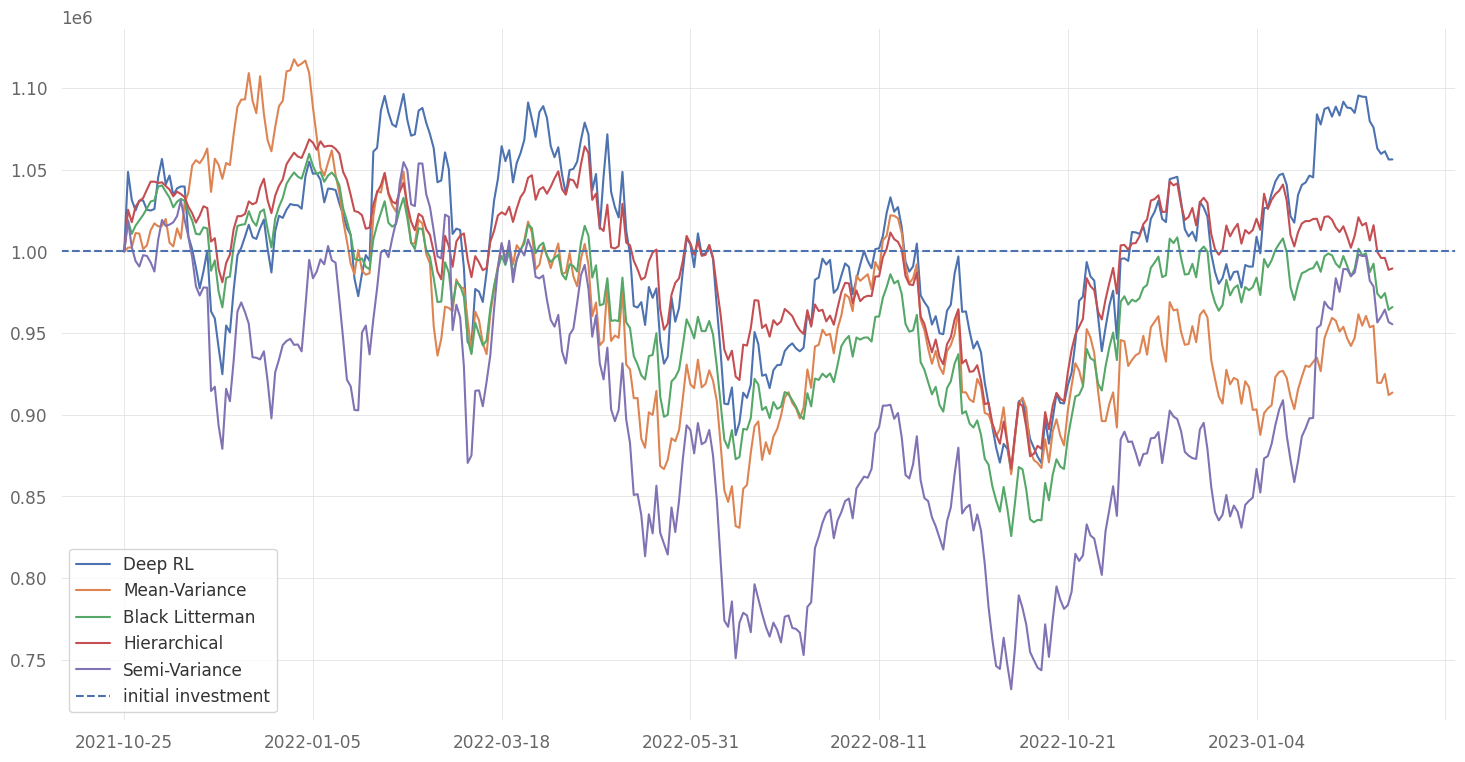 1e6
1.10
1.05
1.00
0.95
0.90
0.85
0.80
0.75
Deep RL
Mean-Variance
Black Litterman
Hierarchical
Semi-Variance
initial investment
2021-10-25 2022-01-05 2022-03-18 2022-05-31 2022-08-11 2022-10-21 2023-01-04